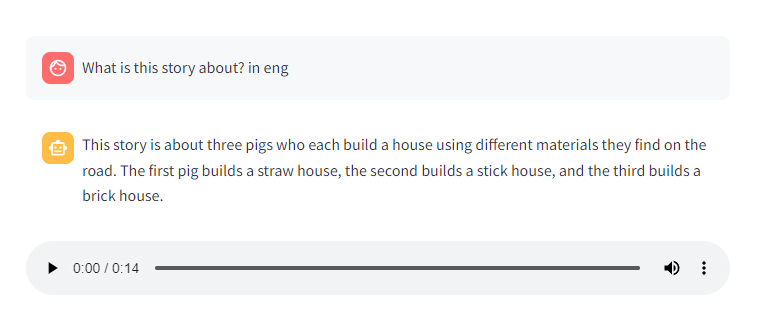 What is this story about? in eng
This story is about three pigs who each build a house using different materials they find on the
road. The first pig builds a straw house, the second builds a stick house, and the third builds a
brick house.
0:00 / 0:14